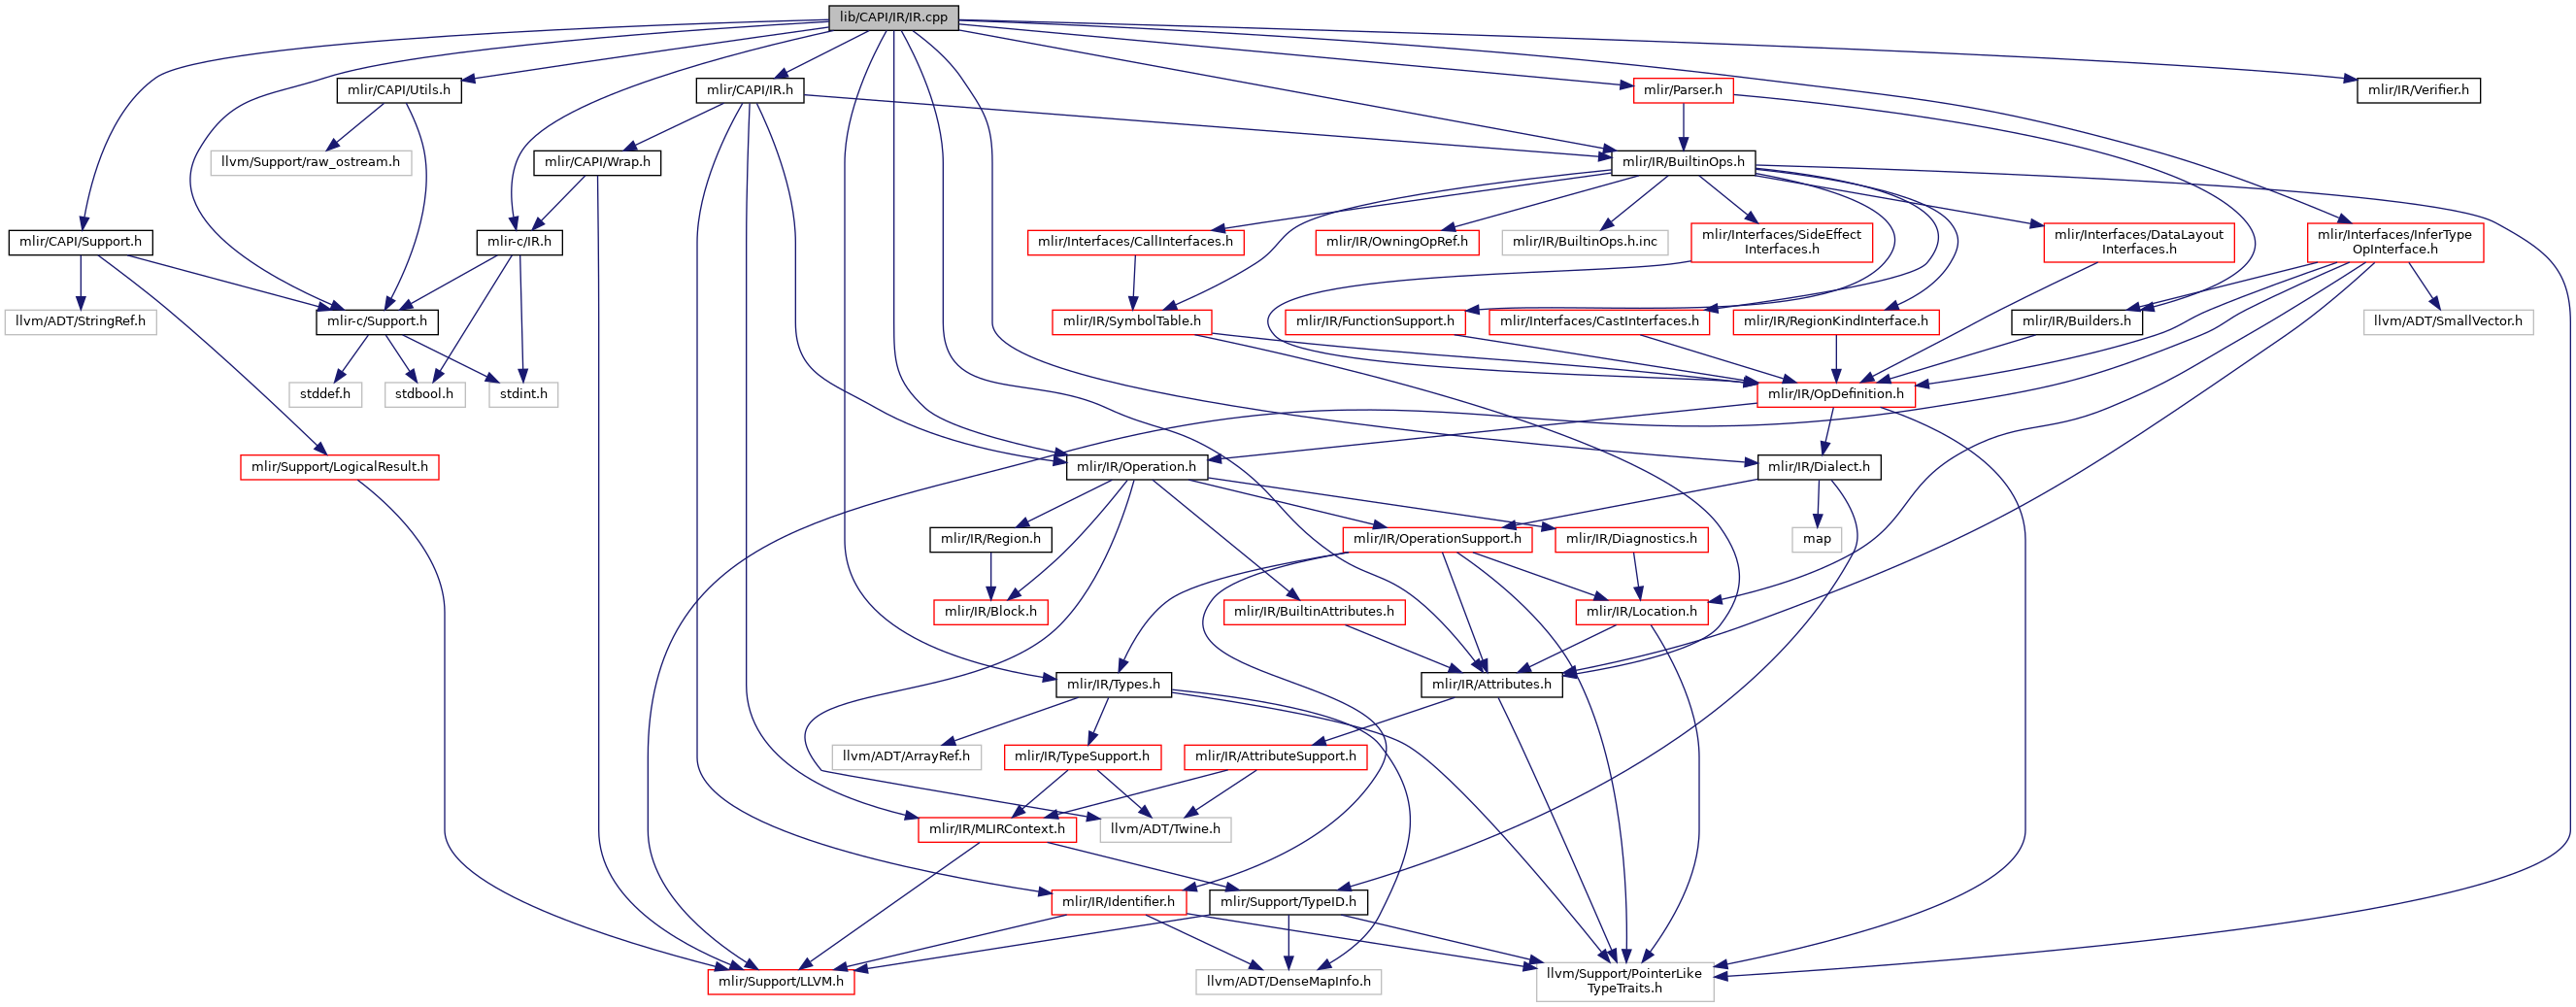 lib/CAPI/IR/IR.cpp
mlir/CAPI/Utils.h
mlir/CAPI/IR.h
mlir/Parser.h
mlir/IR/Verifier.h
llvm/Support/raw_ostream.h
mlir/CAPI/Wrap.h
mlir/IR/BuiltinOps.h
mlir/CAPI/Support.h
mlir-c/IR.h
mlir/Interfaces/CallInterfaces.h
mlir/IR/OwningOpRef.h
mlir/IR/BuiltinOps.h.inc
mlir/Interfaces/SideEffect
Interfaces.h
mlir/Interfaces/DataLayout
Interfaces.h
mlir/Interfaces/InferType
OpInterface.h
llvm/ADT/StringRef.h
mlir-c/Support.h
mlir/IR/SymbolTable.h
mlir/IR/FunctionSupport.h
mlir/Interfaces/CastInterfaces.h
mlir/IR/RegionKindInterface.h
mlir/IR/Builders.h
llvm/ADT/SmallVector.h
stddef.h
stdbool.h
stdint.h
mlir/IR/OpDefinition.h
mlir/Support/LogicalResult.h
mlir/IR/Operation.h
mlir/IR/Dialect.h
mlir/IR/Region.h
mlir/IR/OperationSupport.h
mlir/IR/Diagnostics.h
map
mlir/IR/Block.h
mlir/IR/BuiltinAttributes.h
mlir/IR/Location.h
mlir/IR/Types.h
mlir/IR/Attributes.h
llvm/ADT/ArrayRef.h
mlir/IR/TypeSupport.h
mlir/IR/AttributeSupport.h
mlir/IR/MLIRContext.h
llvm/ADT/Twine.h
mlir/IR/Identifier.h
mlir/Support/TypeID.h
mlir/Support/LLVM.h
llvm/ADT/DenseMapInfo.h
llvm/Support/PointerLike
TypeTraits.h